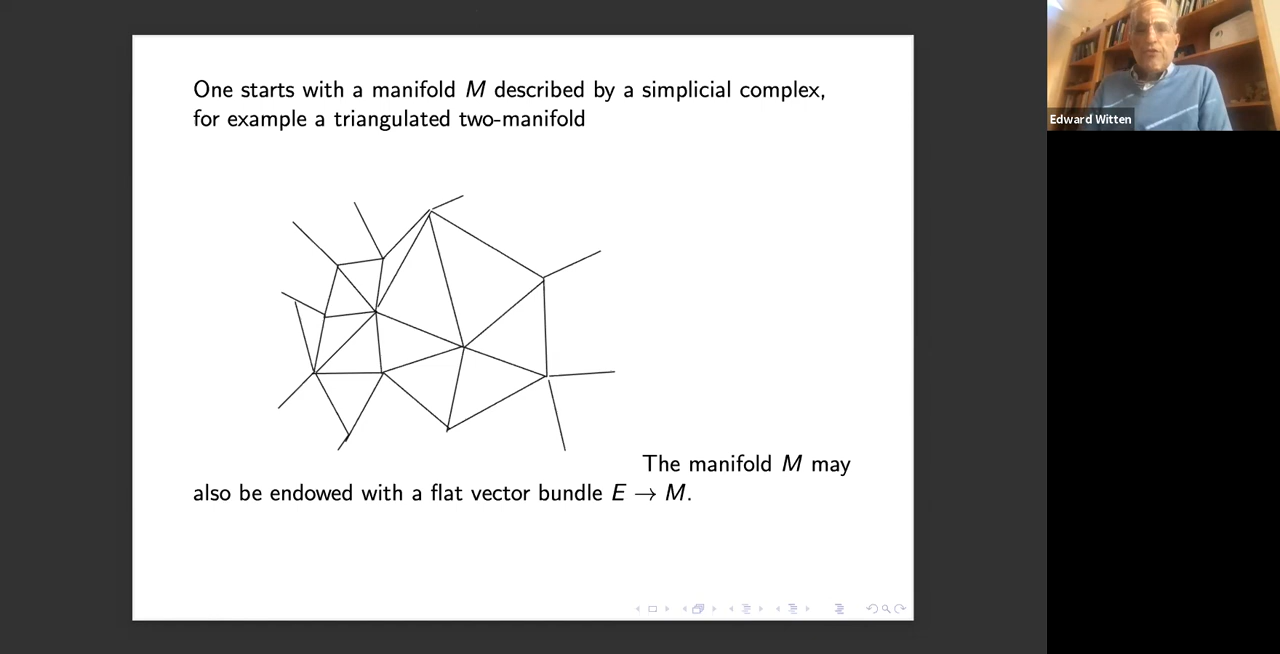 One starts with a manifold M described by a simplicial complex,
for example a triangulated two-manifold
The manifold M may
also be endowed with a flat vector bundle E → M.
Edward Witten